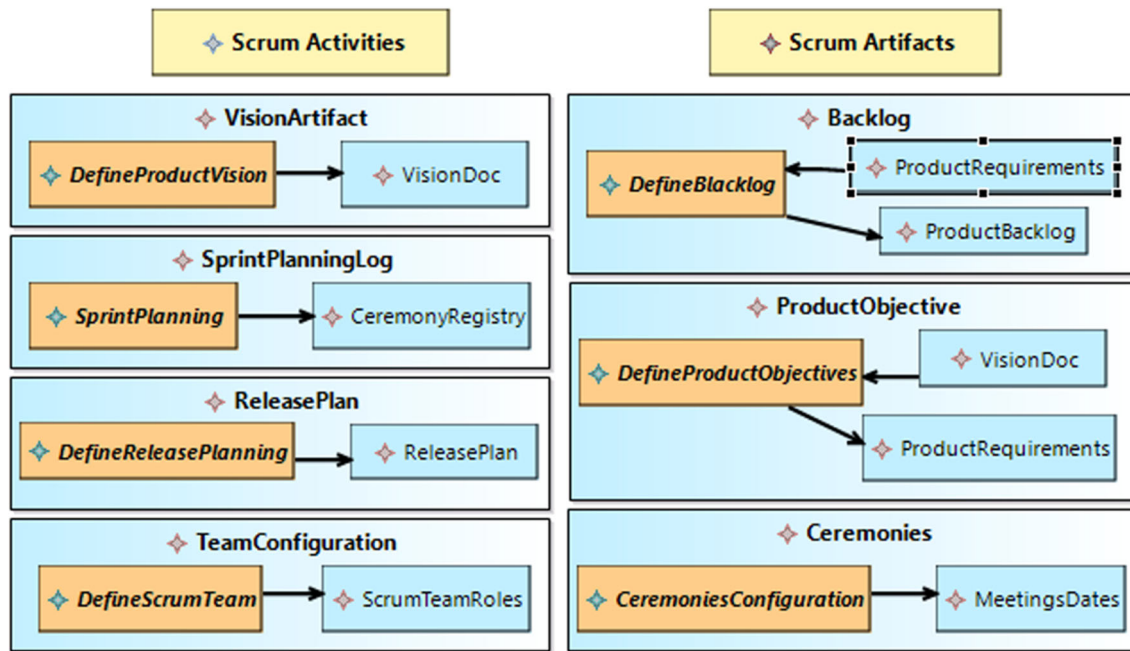 Scrum Activities
Scrum Artifacts
VisionArtifact
DefineProductVision
VisionDoc
SprintPlanningLog
SprintPlanning
CeremonyRegistry
ReleasePlan
DefineReleasePlanning
ReleasePlan
TeamConfiguration
DefineScrumTeam
ScrumTeamRoles
Backlog
ProductRequirements
DefineBlacklog
ProductBacklog
ProductObjective
VisionDoc
DefineProductObjectives
ProductRequirements
Ceremonies
CeremoniesConfiguration
MeetingsDates